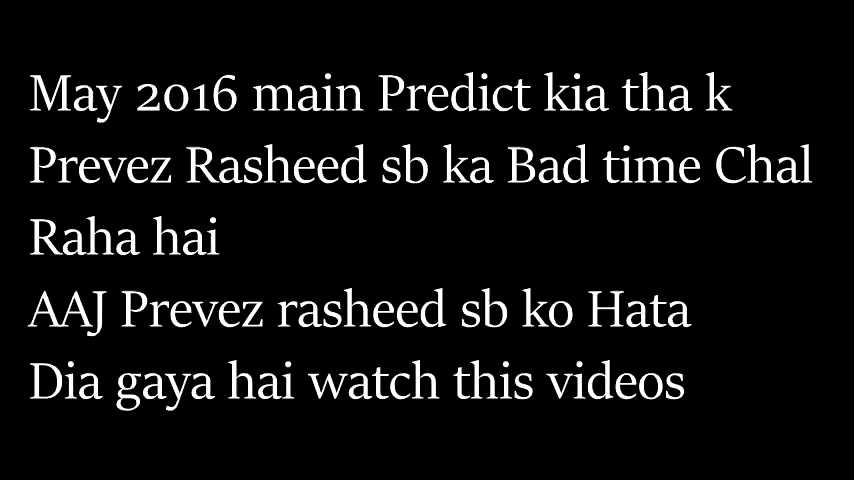 May 2016 main Predict kia tha k
Prevez Rasheed sb ka Bad time Chal
Raha hai
AAJ Prevez rasheed sb ko Hata
Dia gaya hai watch this videos